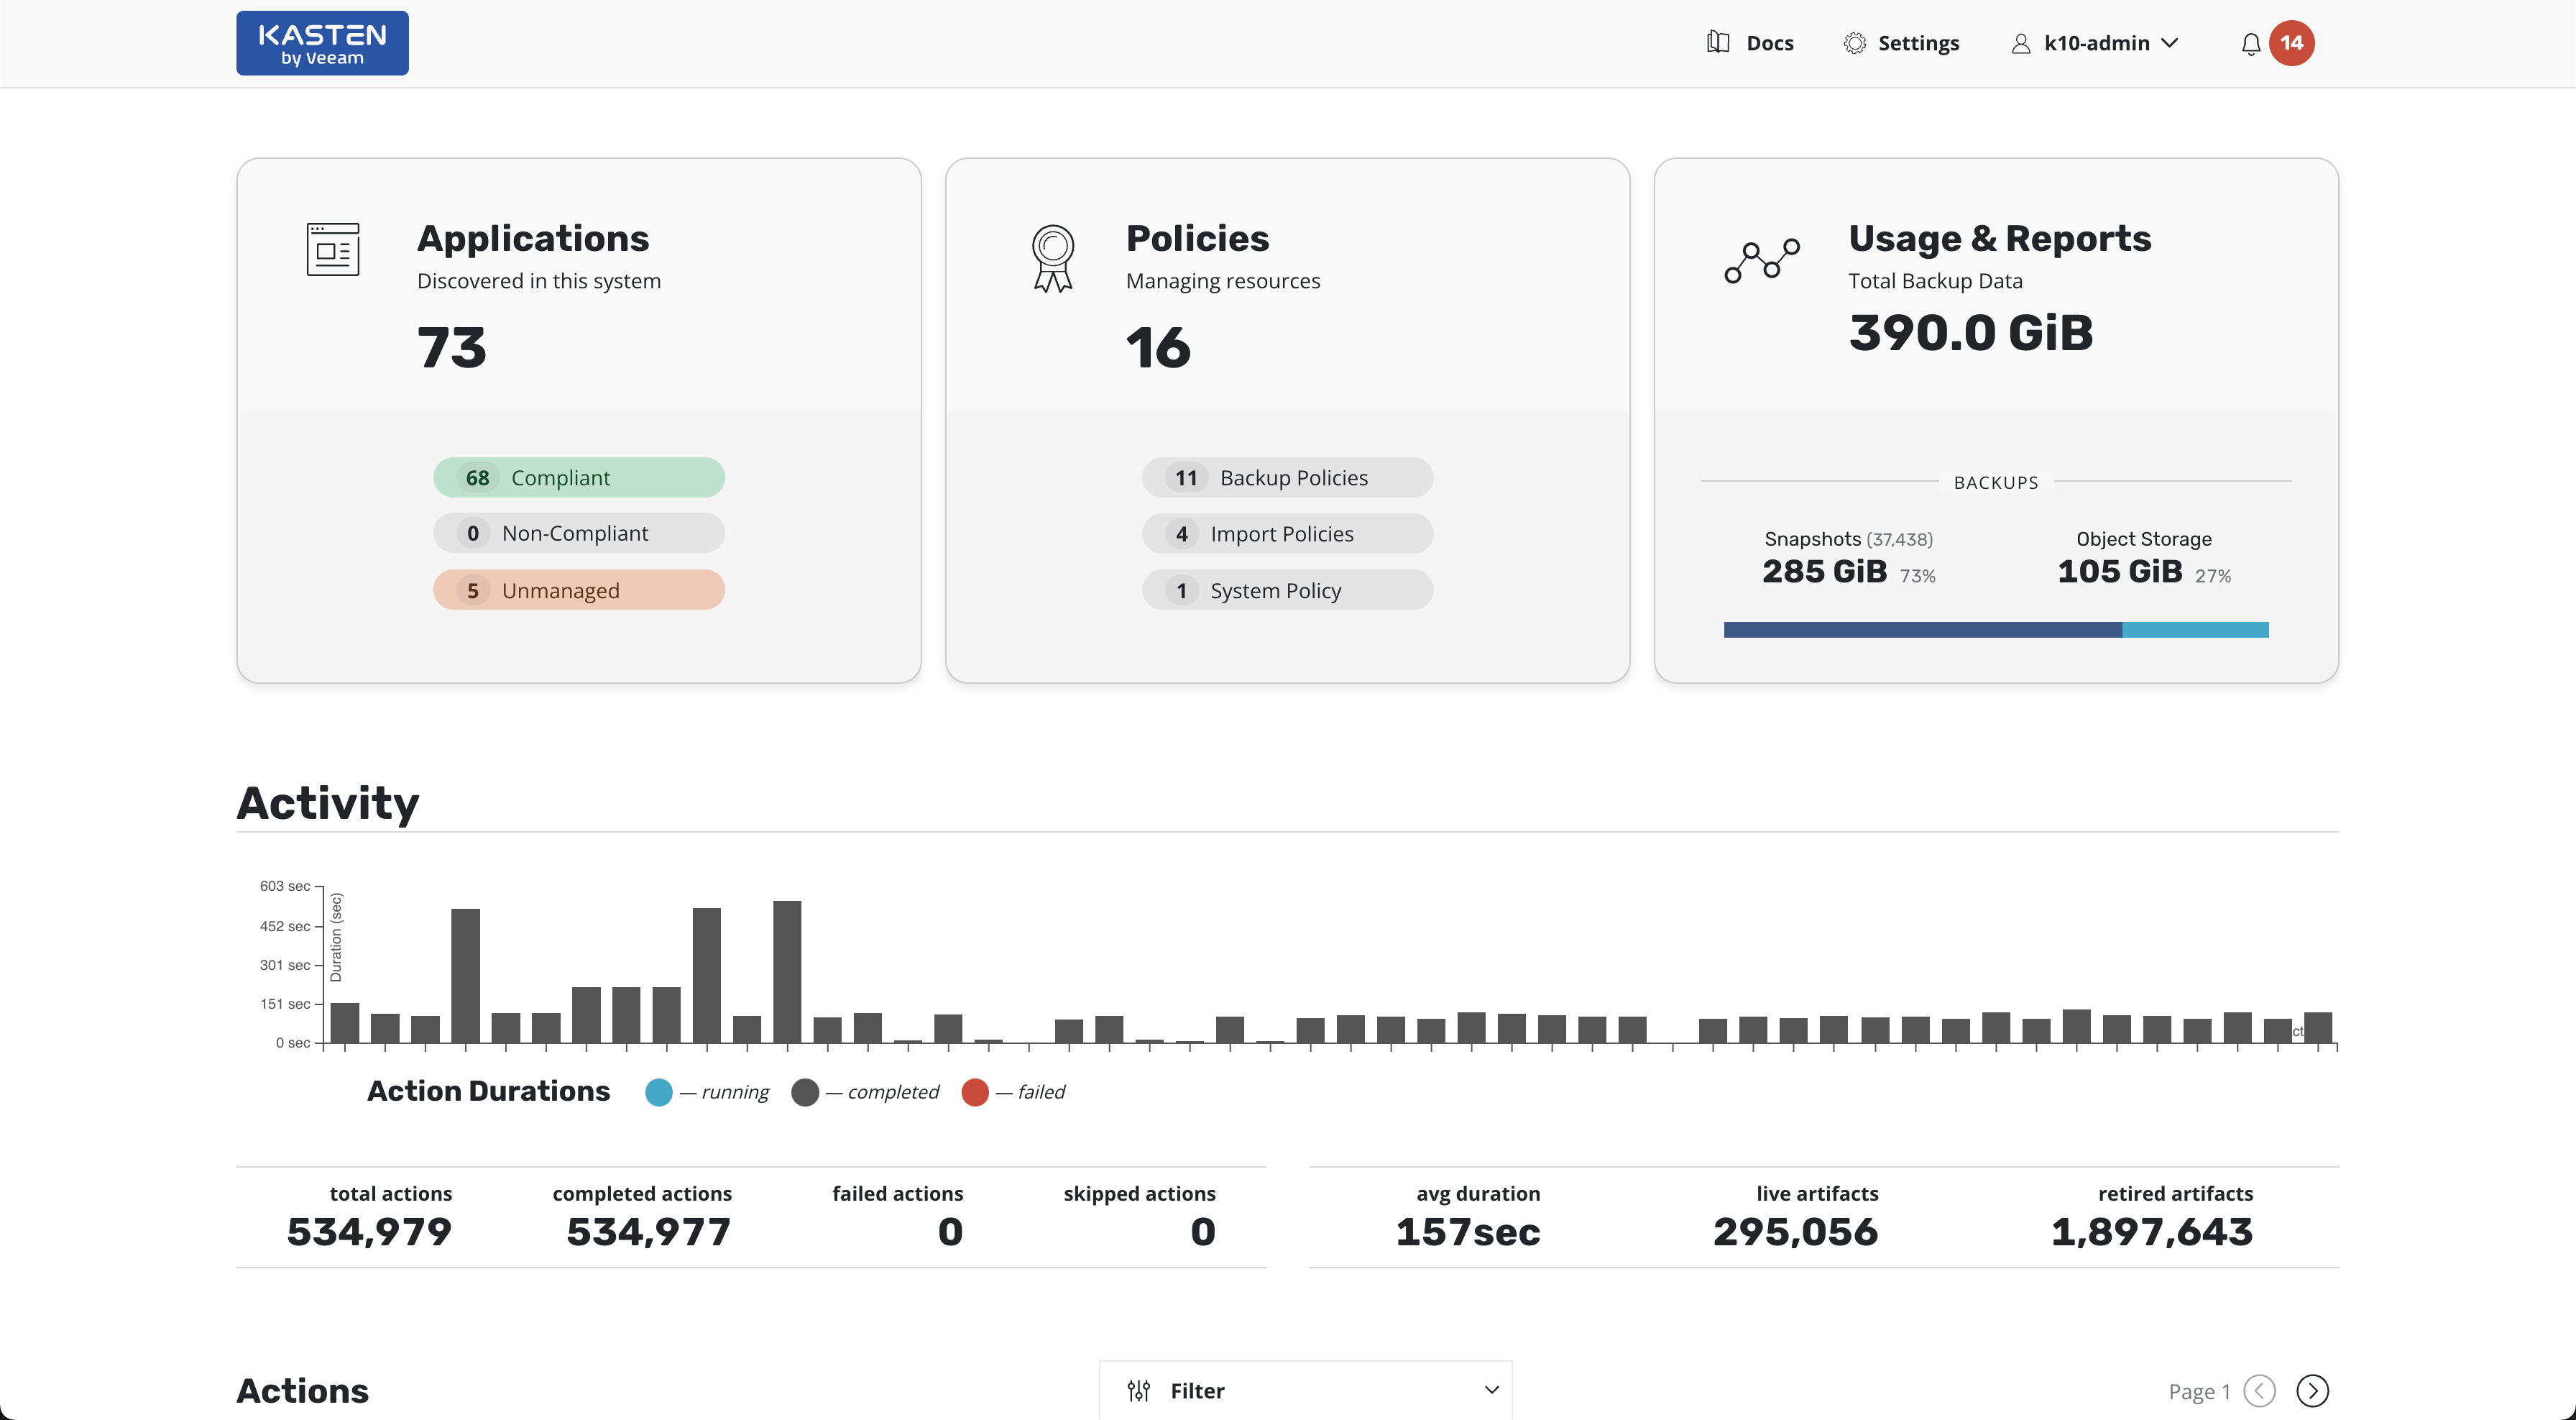 KASTEN
by Veeam
Docs
Settings
k10-admin
14
Applications
Discovered in this system
73
68 Compliant
0 Non-Compliant
5 Unmanaged
Policies
Managing resources
16
11 Backup Policies
4 Import Policies
1 System Policy
Usage & Reports
Total Backup Data
390.0 GiB
BACKUPS
Snapshots (37,438)
285 GiB 73%
Object Storage
105 GiB 27%
Activity
603 sec
452 sec
301 sec
151 sec
0 sec
Duration (sec)
ct
Action Durations
— running
— completed
— failed
total actions
534,979
completed actions
534,977
failed actions
0
skipped actions
0
avg duration
157sec
live artifacts
295,056
retired artifacts
1,897,643
Actions
Filter
Page 1